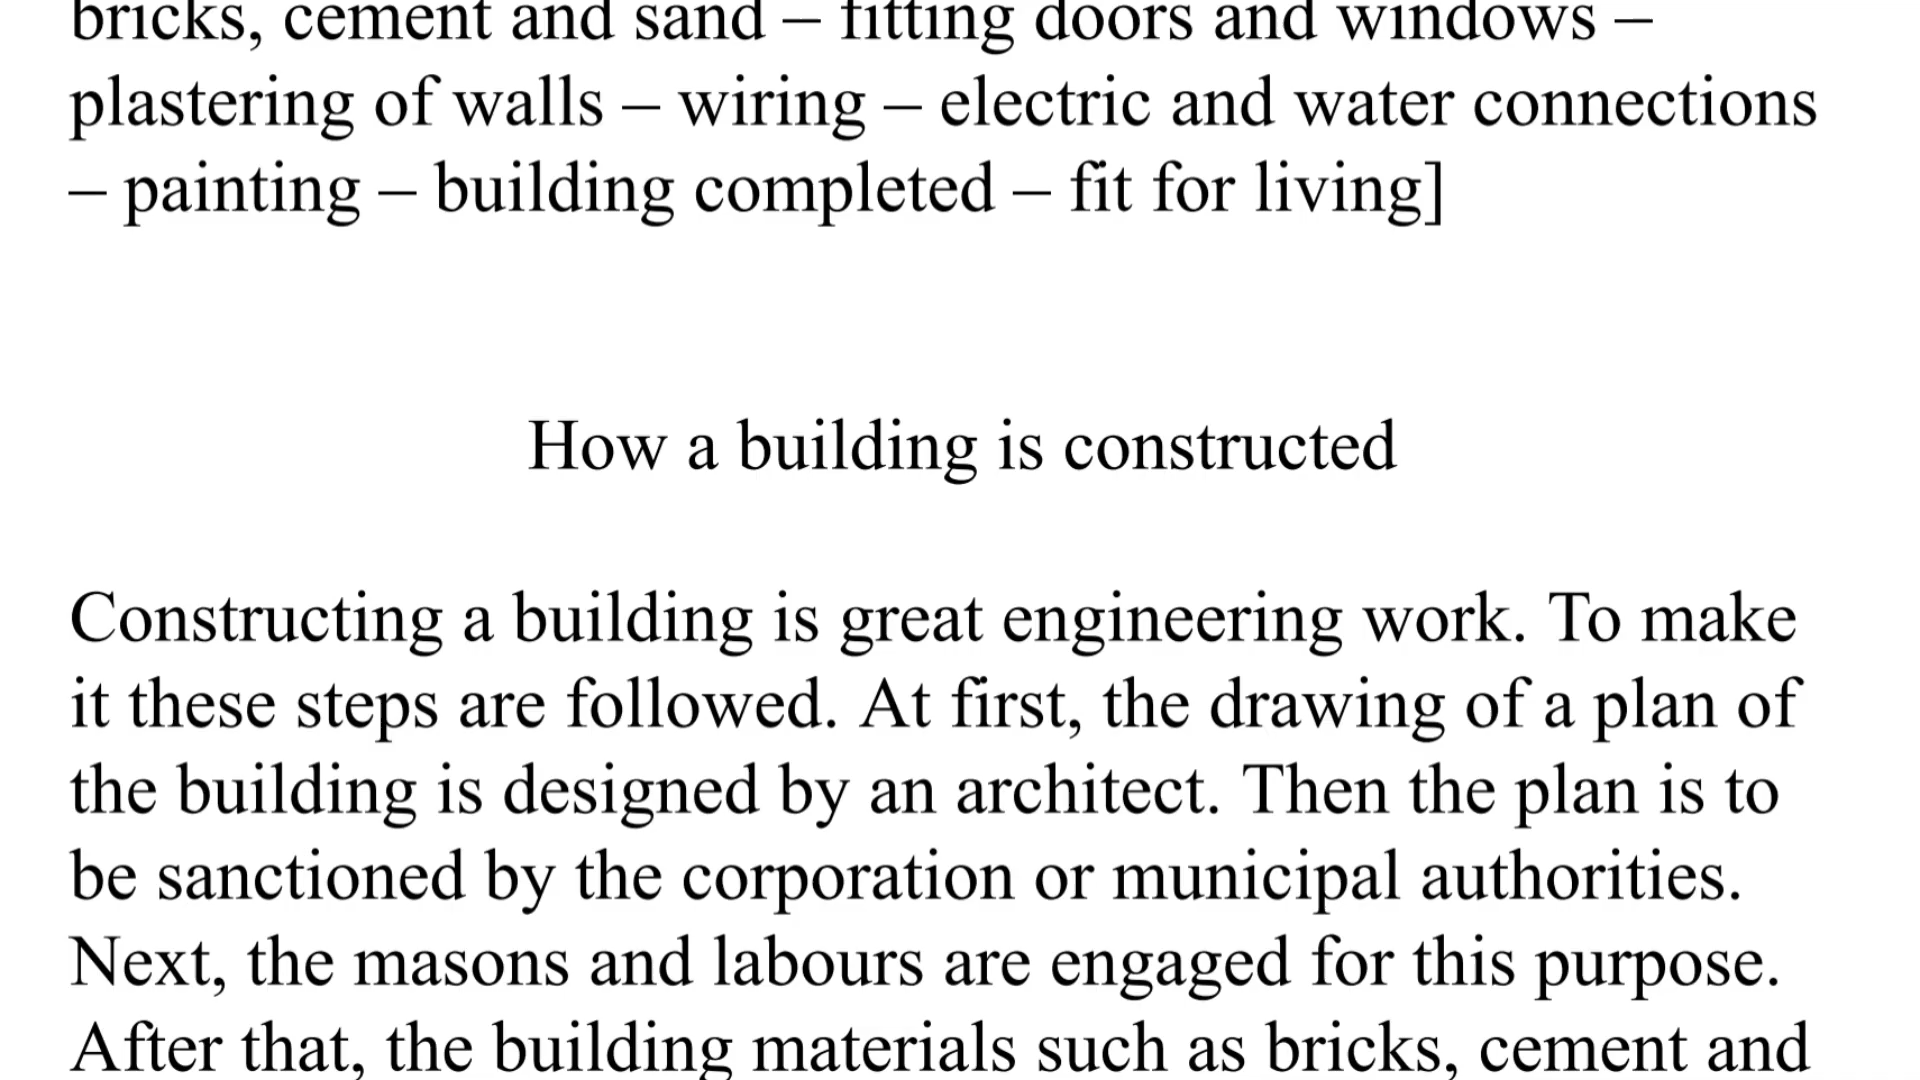 bricks, cement and sand – fitting doors and windows –
plastering of walls – wiring – electric and water connections
– painting – building completed – fit for living]
How a building is constructed
Constructing a building is great engineering work. To make
it these steps are followed. At first, the drawing of a plan of
the building is designed by an architect. Then the plan is to
be sanctioned by the corporation or municipal authorities.
Next, the masons and labours are engaged for this purpose.
After that, the building materials such as bricks, cement and